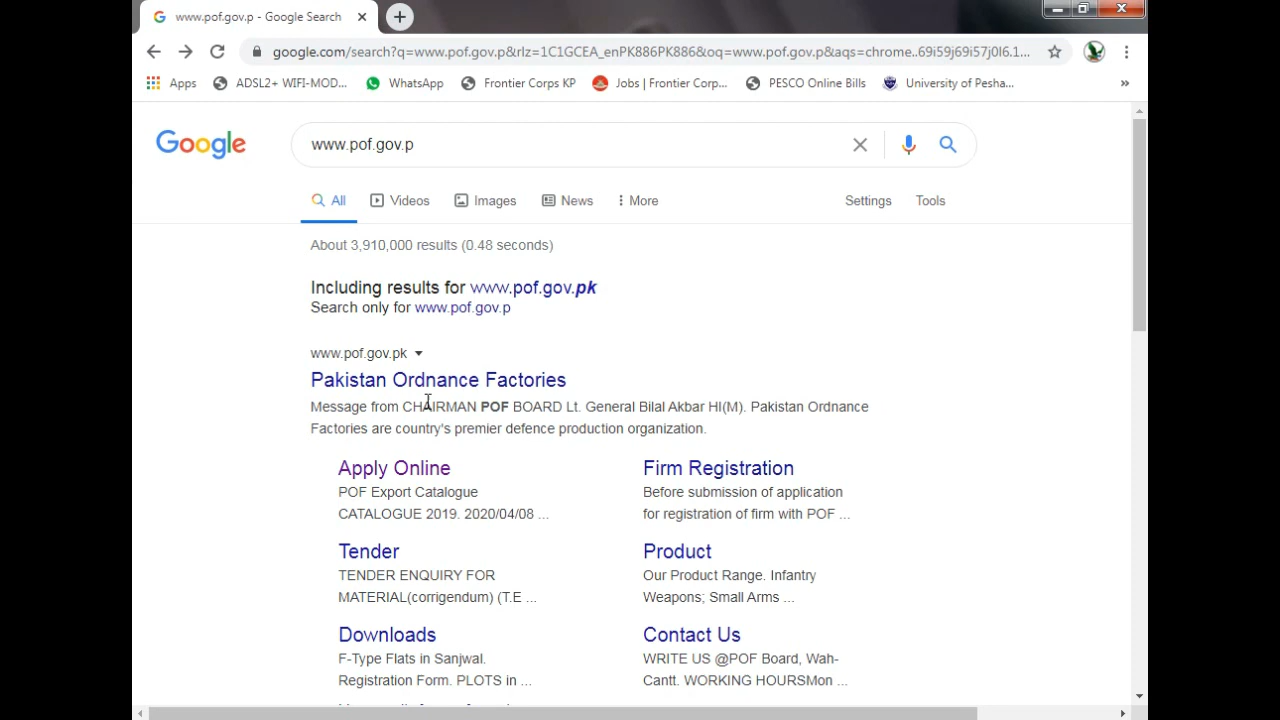 www.pof.gov.p - Google Search
google.com/search?q=www.pof.gov.p&rlz=1C1GCEA_enPK886PK886&oq=www.pof.gov.p&aqs=chrome..69i59j69i57j0l6.1...
Apps ADSL2+ WIFI-MOD... WhatsApp Frontier Corps KP Jobs | Frontier Corp... PESCO Online Bills University of Pesha... »
Google www.pof.gov.p
All Videos Images News More Settings Tools
About 3,910,000 results (0.48 seconds)
Including results for www.pof.gov.pk
Search only for www.pof.gov.p
www.pof.gov.pk
Pakistan Ordnance Factories
Message from CHAIRMAN POF BOARD Lt. General Bilal Akbar HI(M). Pakistan Ordnance
Factories are country's premier defence production organization.
Apply Online
POF Export Catalogue
CATALOGUE 2019. 2020/04/08 ...
Firm Registration
Before submission of application
for registration of firm with POF ...
Tender
TENDER ENQUIRY FOR
MATERIAL(corrigendum) (T.E ...
Product
Our Product Range. Infantry
Weapons; Small Arms ...
Downloads
F-Type Flats in Sanjwal.
Registration Form. PLOTS in ...
Contact Us
WRITE US @POF Board, Wah-
Cantt. WORKING HOURSMon ...